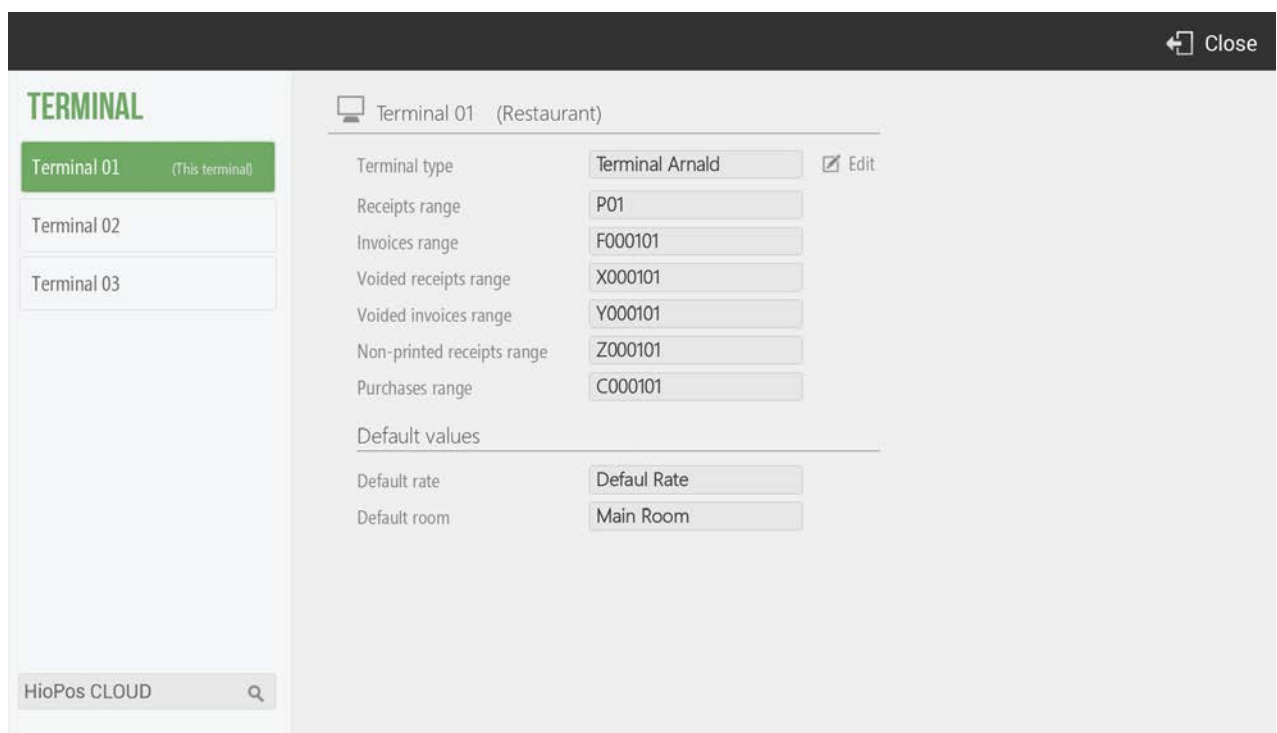 Close
TERMINAL
Terminal 01 (This terminal)
Terminal 02
Terminal 03
HioPos CLOUD
Terminal 01 (Restaurant)
Terminal type Terminal Arnald Edit
Receipts range P01
Invoices range F000101
Voided receipts range X000101
Voided invoices range Y000101
Non-printed receipts range Z000101
Purchases range C000101
Default values
Default rate Defaul Rate
Default room Main Room